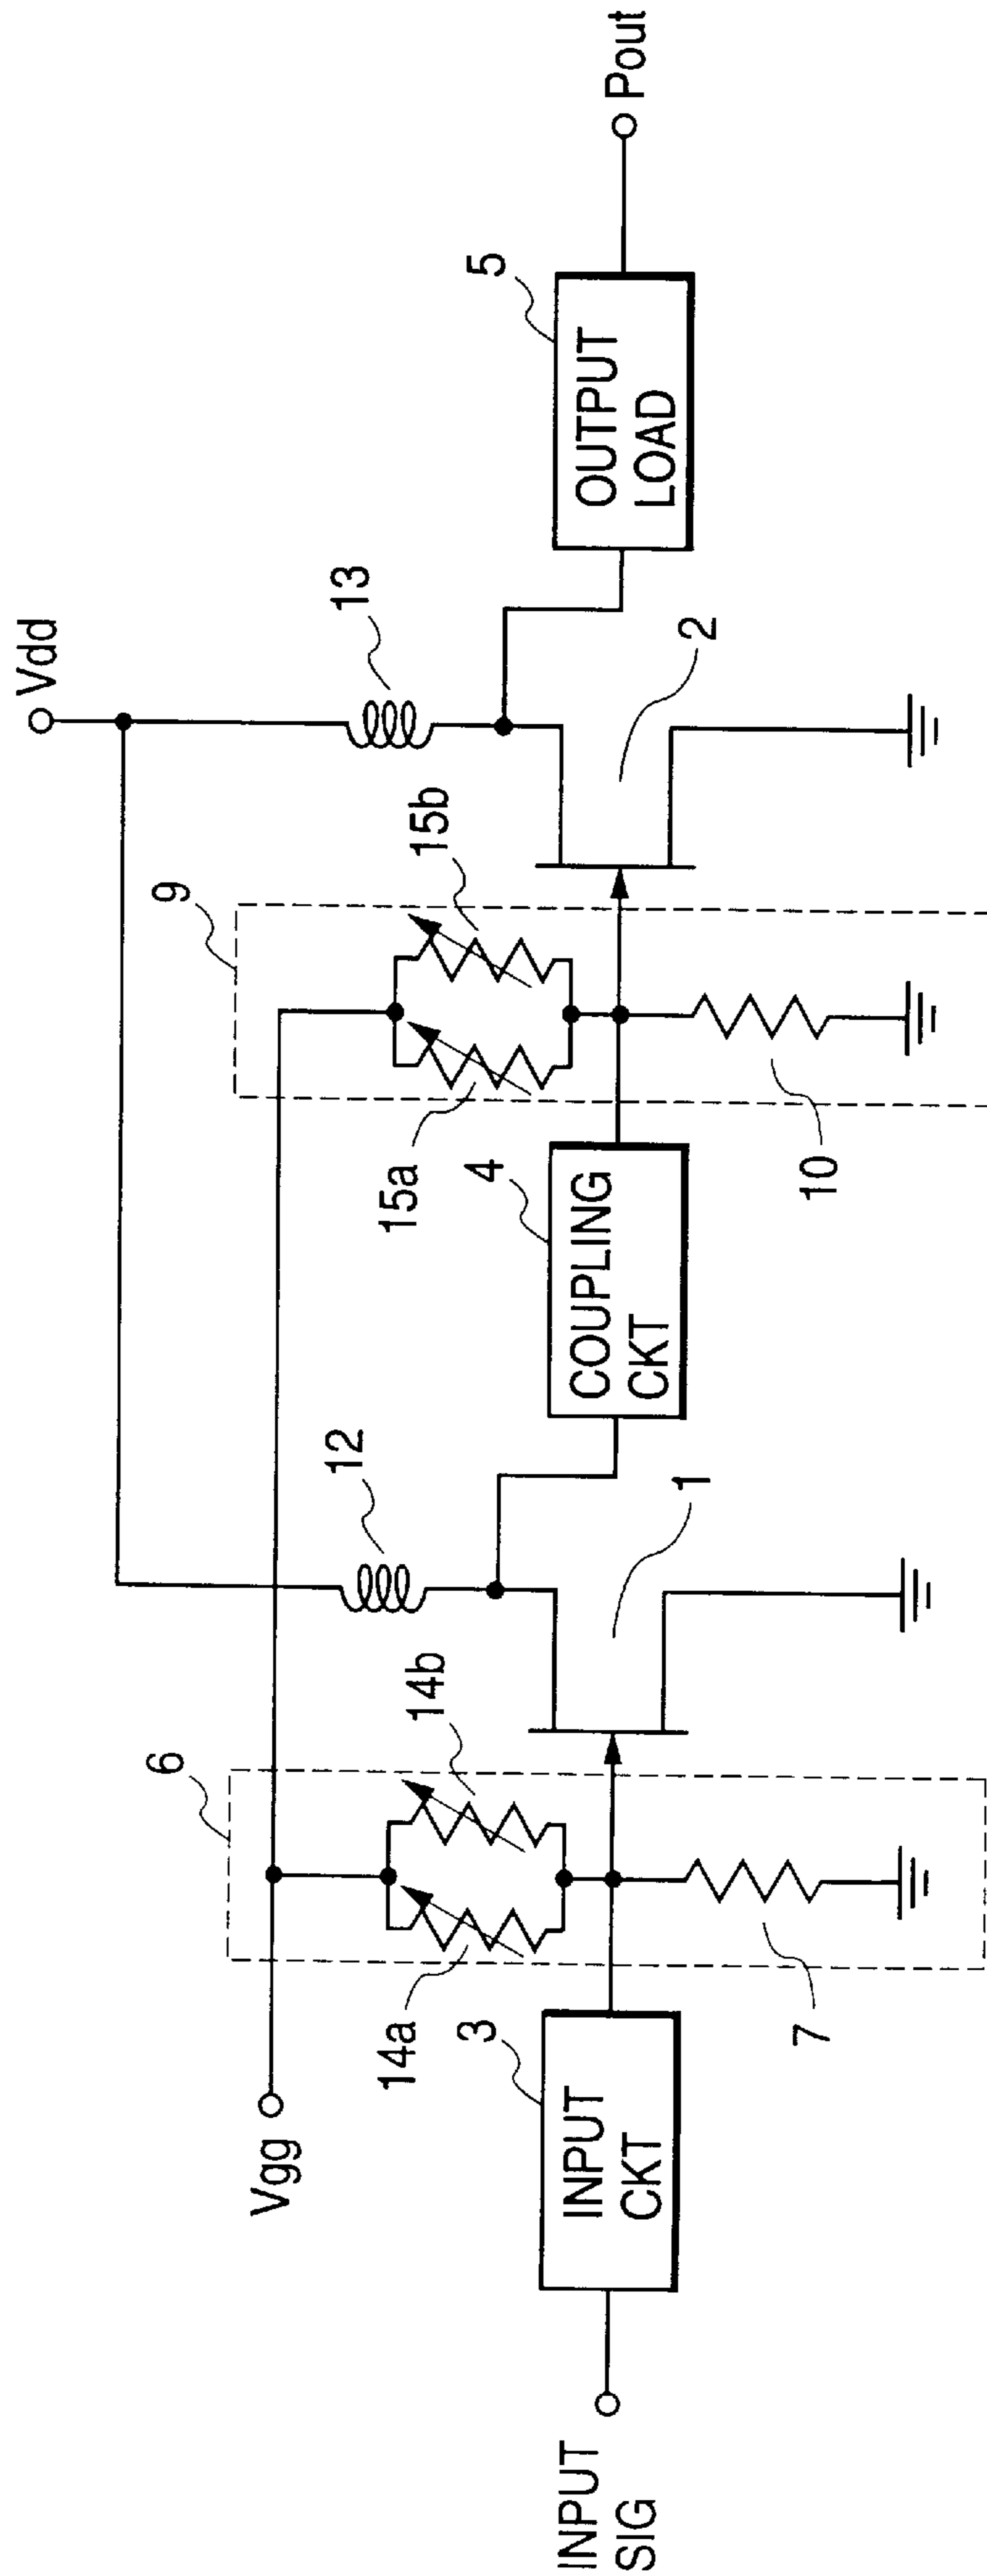 Vdd
Vgg
6
9
12
13
14a
14b
15a
15b
3
4
5
INPUT
SIG
INPUT
CKT
COUPLING
CKT
OUTPUT
LOAD
Pout
1
2
7
10